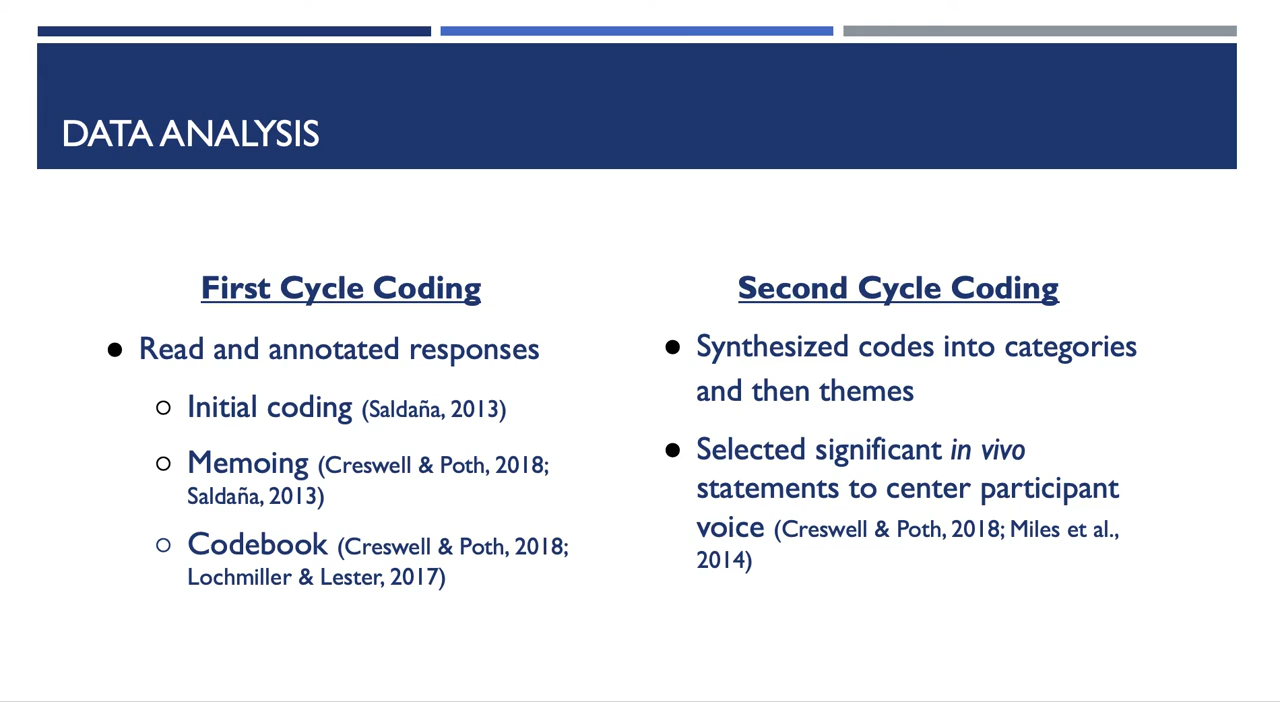 DATA ANALYSIS
First Cycle Coding
● Read and annotated responses
○ Initial coding (Saldaña, 2013)
○ Memoing (Creswell & Poth, 2018;
Saldaña, 2013)
○ Codebook (Creswell & Poth, 2018;
Lochmiller & Lester, 2017)
Second Cycle Coding
● Synthesized codes into categories
and then themes
● Selected significant in vivo
statements to center participant
voice (Creswell & Poth, 2018; Miles et al.,
2014)